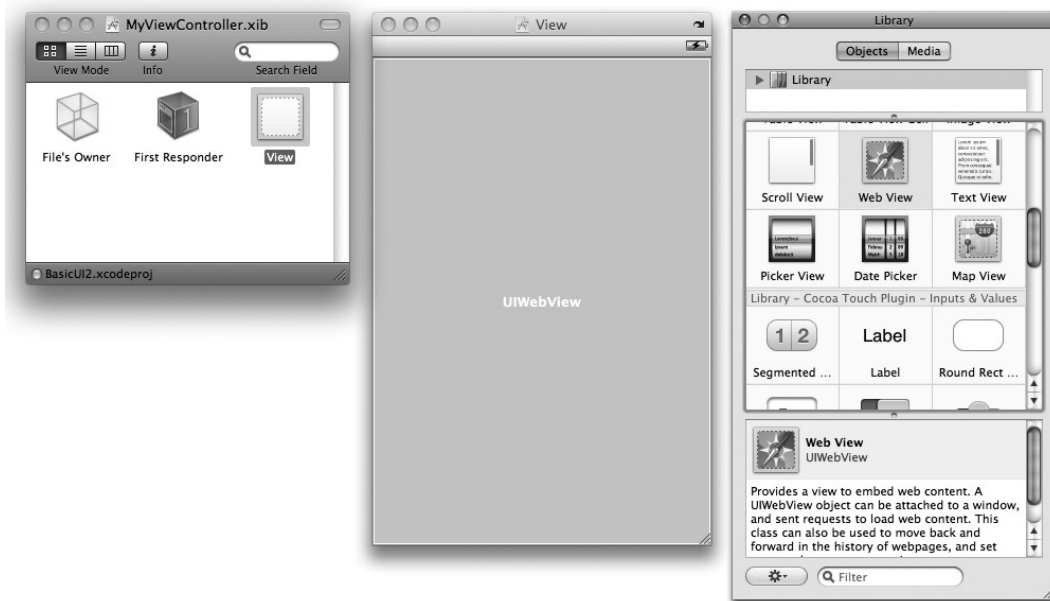 MyViewController.xib
View Mode
Info
Search Field
File's Owner
First Responder
1
View
BasicUI2.xcodeproj
View
UIWebView
Library
Objects Media
Library
Scroll View Web View Text View
280
Picker View Date Picker Map View
Library – Cocoa Touch Plugin – Inputs & Values
1 2
Label
Segmented ... Label Round Rect ...
Web View
UIWebView
Provides a view to embed web content. A
UIWebView object can be attached to a window,
and sent requests to load web content. This
class can also be used to move back and
forward in the history of webpages, and set
Filter